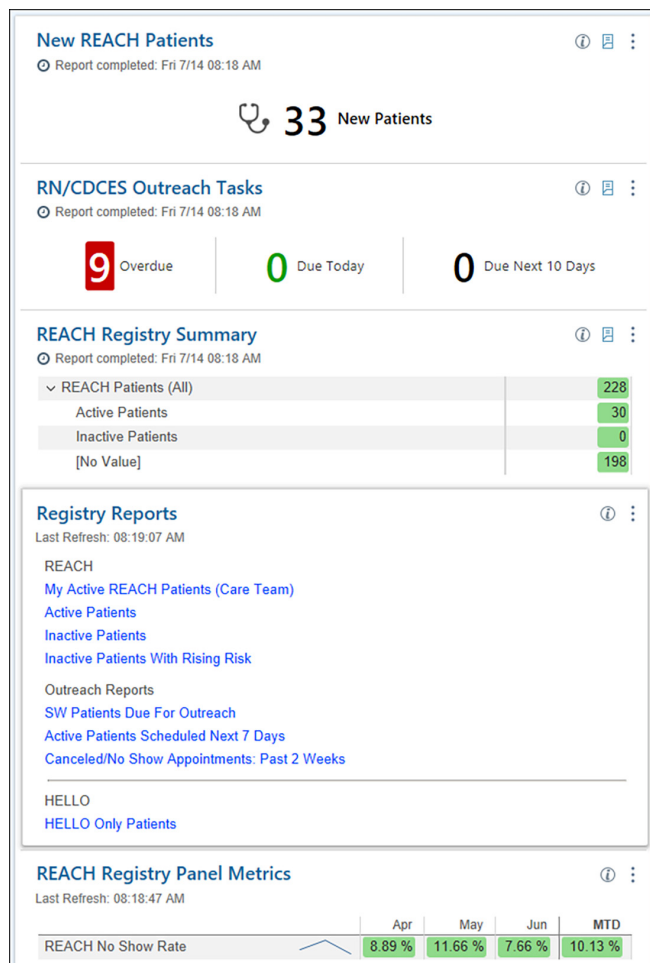 New REACH Patients
Report completed: Fri 7/14 08:18 AM
33 New Patients
RN/CDCES Outreach Tasks
Report completed: Fri 7/14 08:18 AM
9 Overdue 0 Due Today 0 Due Next 10 Days
REACH Registry Summary
Report completed: Fri 7/14 08:18 AM
REACH Patients (All) 228
Active Patients 30
Inactive Patients 0
[No Value] 198
Registry Reports
Last Refresh: 08:19:07 AM
REACH
My Active REACH Patients (Care Team)
Active Patients
Inactive Patients
Inactive Patients With Rising Risk
Outreach Reports
SW Patients Due For Outreach
Active Patients Scheduled Next 7 Days
Canceled/No Show Appointments: Past 2 Weeks
HELLO
HELLO Only Patients
REACH Registry Panel Metrics
Last Refresh: 08:18:47 AM
Apr May Jun MTD
REACH No Show Rate 8.89 % 11.66 % 7.66 % 10.13 %